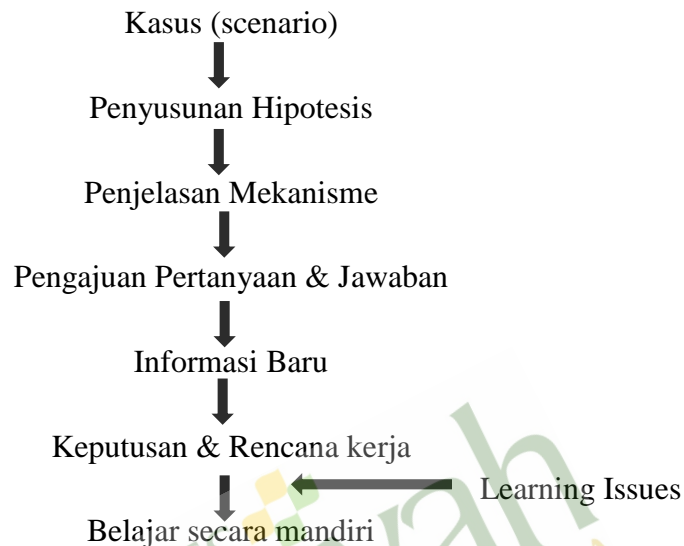 Kasus (scenario)
Penyusunan Hipotesis
Penjelasan Mekanisme
Pengajuan Pertanyaan & Jawaban
Informasi Baru
Keputusan & Rencana kerja
Learning Issues
Belajar secara mandiri